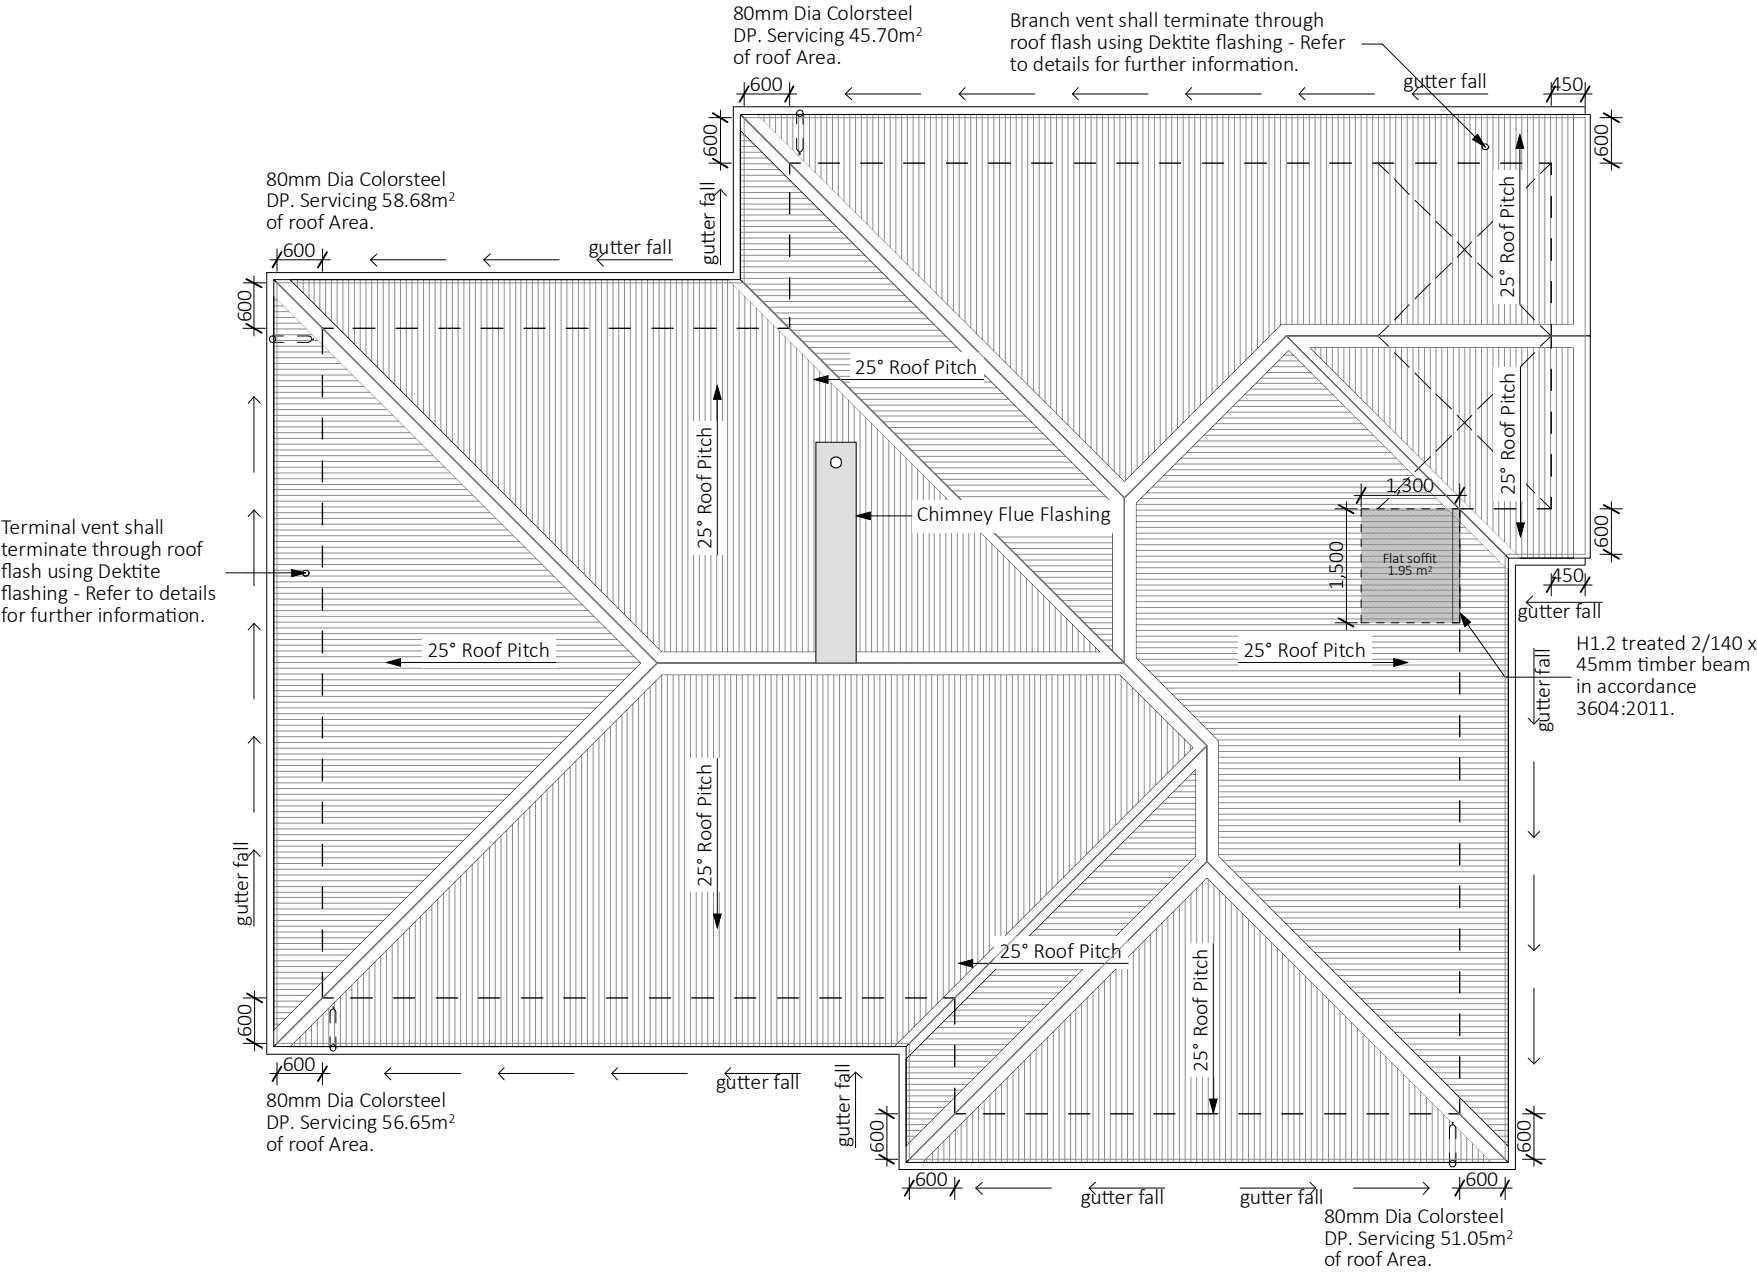 80mm Dia Colorsteel
DP. Servicing 45.70m²
of roof Area.
Branch vent shall terminate through
roof flash using Dektite flashing - Refer
to details for further information.
600
gutter fall
450
600
600
80mm Dia Colorsteel
DP. Servicing 58.68m²
of roof Area.
gutter fall
25° Roof Pitch
600
gutter fall
600
25° Roof Pitch
25° Roof Pitch
25° Roof Pitch
1,300
Chimney Flue Flashing
600
1,500
Flat soffit
1.95 m²
450
gutter fall
Terminal vent shall
terminate through roof
flash using Dektite
flashing - Refer to details
for further information.
25° Roof Pitch
25° Roof Pitch
gutter fall
H1.2 treated 2/140 x
45mm timber beam
in accordance
3604:2011.
25° Roof Pitch
gutter fall
25° Roof Pitch
25° Roof Pitch
600
600
gutter fall
gutter fall
80mm Dia Colorsteel
DP. Servicing 56.65m²
of roof Area.
600
600
600
gutter fall
gutter fall
600
80mm Dia Colorsteel
DP. Servicing 51.05m²
of roof Area.